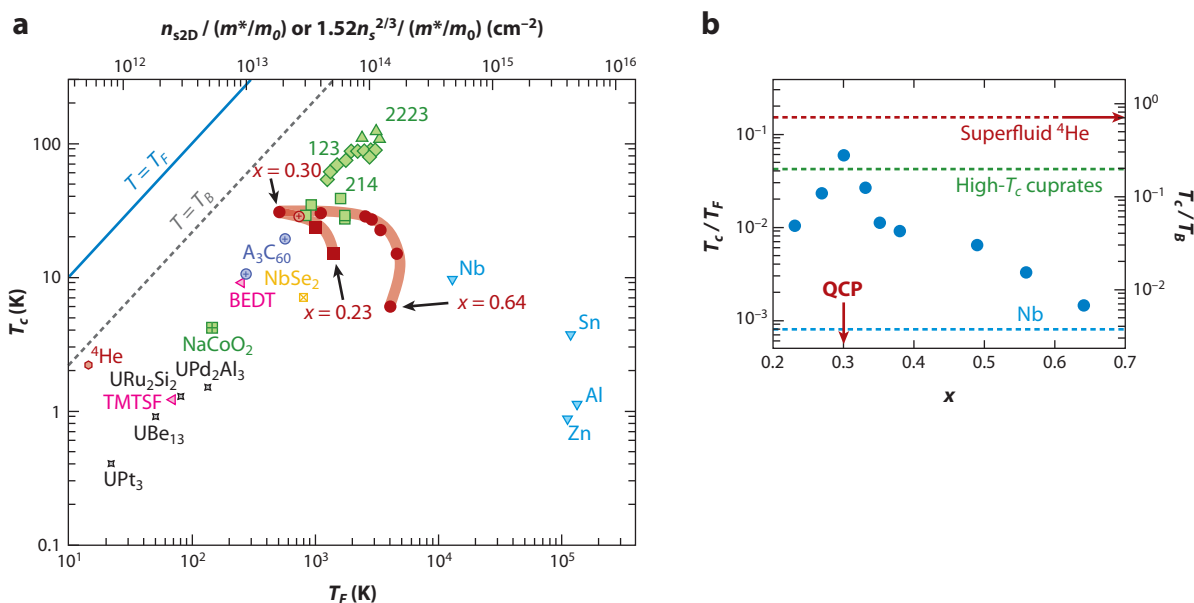 a
n_s2D / (m*/m_0) or 1.52n_s^2/3 / (m*/m_0) (cm^−2)
10^12 10^13 10^14 10^15 10^16
T_c (K)
100
10
1
0.1
T = T_F
T = T_B
2223
123
x = 0.30
214
A_3C_60
NbSe_2
BEDT
Nb
x = 0.23
x = 0.64
NaCoO_2
Sn
^4He
UPd_2Al_3
URu_2Si_2
TMTSF
Al
UBe_13
Zn
UPt_3
10^1 10^2 10^3 10^4 10^5
T_F (K)
b
T_c / T_F
10^−1
10^−2
10^−3
Superfluid ^4He
High-T_c cuprates
QCP
Nb
10^0
10^−1
10^−2
T_c / T_B
0.2 0.3 0.4 0.5 0.6 0.7
x